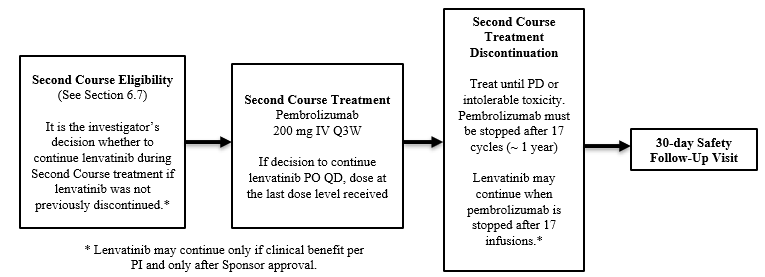 Second Course Eligibility
(See Section 6.7)
It is the investigator's
decision whether to
continue lenvatinib during
Second Course treatment if
lenvatinib was not
previously discontinued.*
Second Course Treatment
Pembrolizumab
200 mg IV Q3W
If decision to continue
lenvatinib PO QD, dose at
the last dose level received
Second Course
Treatment
Discontinuation
Treat until PD or
intolerable toxicity.
Pembrolizumab must
be stopped after 17
cycles (~ 1 year)
Lenvatinib may
continue when
pembrolizumab is
stopped after 17
infusions.*
30-day Safety
Follow-Up Visit
* Lenvatinib may continue only if clinical benefit per
PI and only after Sponsor approval.